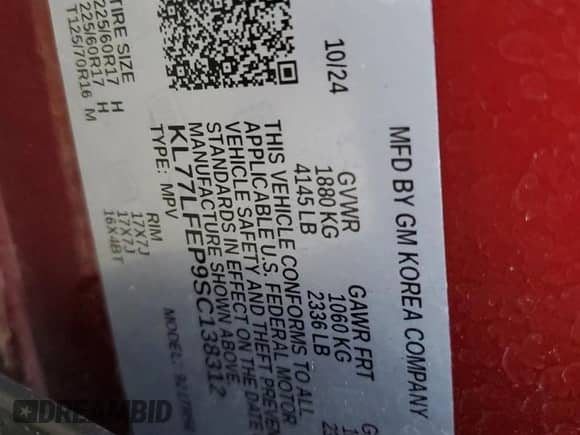 MFD BY GM KOREA COMPANY
10/24
GVWR
1880 KG
4145 LB
GAWR FRT
1060 KG
2336 LB
THIS VEHICLE CONFORMS TO ALL
APPLICABLE U.S. FEDERAL MOTOR
VEHICLE SAFETY AND THEFT PREVEN
STANDARDS IN EFFECT ON THE DATE
MANUFACTURE SHOWN ABOVE.
KL77LFEP9SC138312
TYPE: MPV
MODEL:
TIRE SIZE
225/60R17 H
225/60R17 H
T125/70R16 M
RIM
17X7J
17X7J
16X4BT
DREAMBID